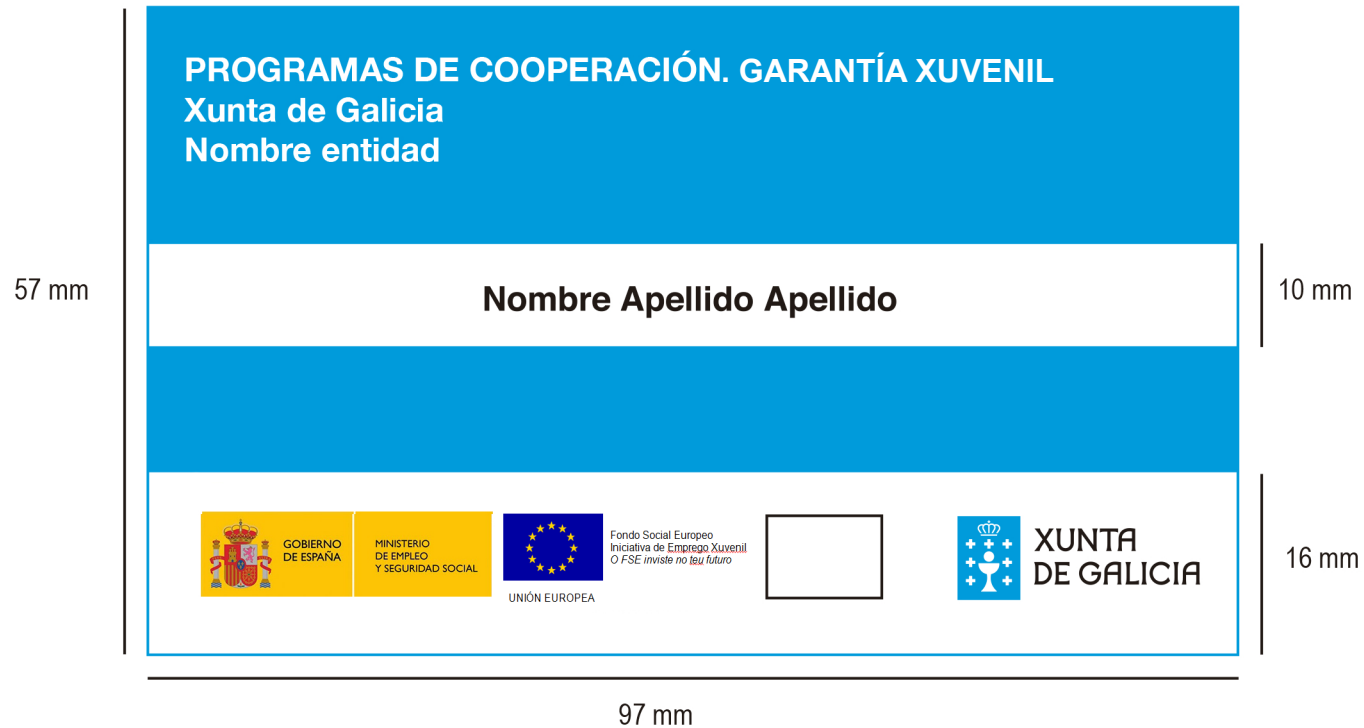 PROGRAMAS DE COOPERACIÓN. GARANTÍA XUVENIL
Xunta de Galicia
Nombre entidad
57 mm
Nombre Apellido Apellido
10 mm
GOBIERNO
DE ESPAÑA
MINISTERIO
DE EMPLEO
Y SEGURIDAD SOCIAL
UNIÓN EUROPEA
Fondo Social Europeo
Iniciativa de Emprego Xuvenil
O FSE inviste no teu futuro
XUNTA
DE GALICIA
16 mm
97 mm